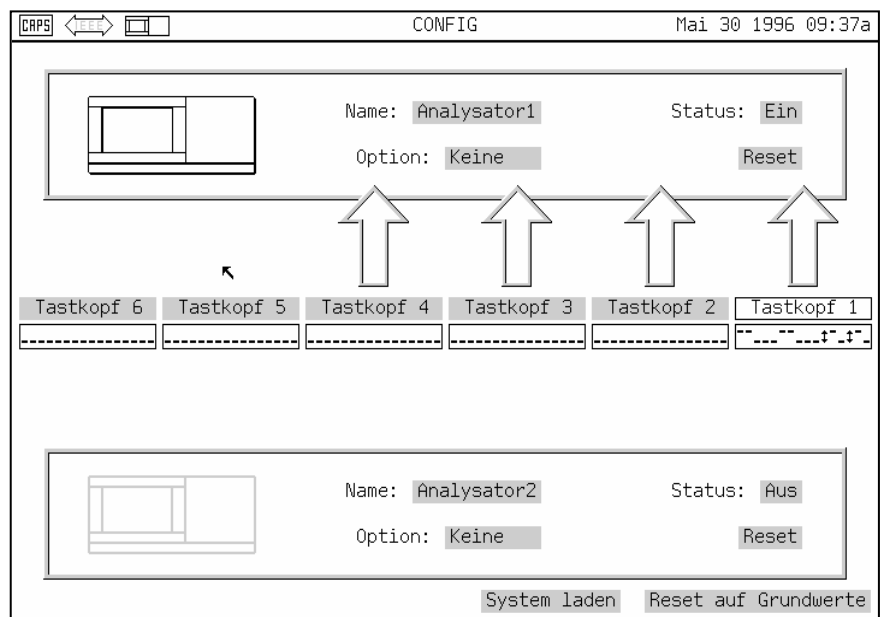 CAPS IEEE CONFIG Mai 30 1996 09:37a
Name: Analysator1 Status: Ein
Option: Keine Reset
Tastkopf 6 Tastkopf 5 Tastkopf 4 Tastkopf 3 Tastkopf 2 Tastkopf 1
Name: Analysator2 Status: Aus
Option: Keine Reset
System laden Reset auf Grundwerte